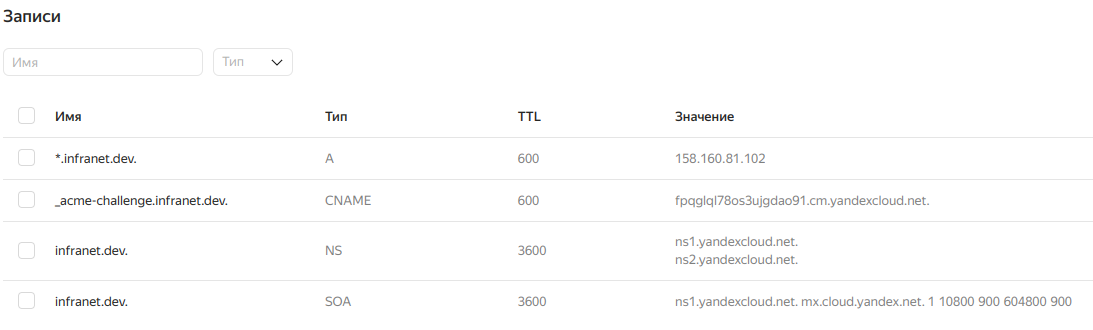 Записи
Имя Тип
Имя Тип TTL Значение
*.infranet.dev. A 600 158.160.81.102
_acme-challenge.infranet.dev. CNAME 600 fpqglql78os3ujgdao91.cm.yandexcloud.net.
infranet.dev. NS 3600 ns1.yandexcloud.net.
ns2.yandexcloud.net.
infranet.dev. SOA 3600 ns1.yandexcloud.net. mx.cloud.yandex.net. 1 10800 900 604800 900